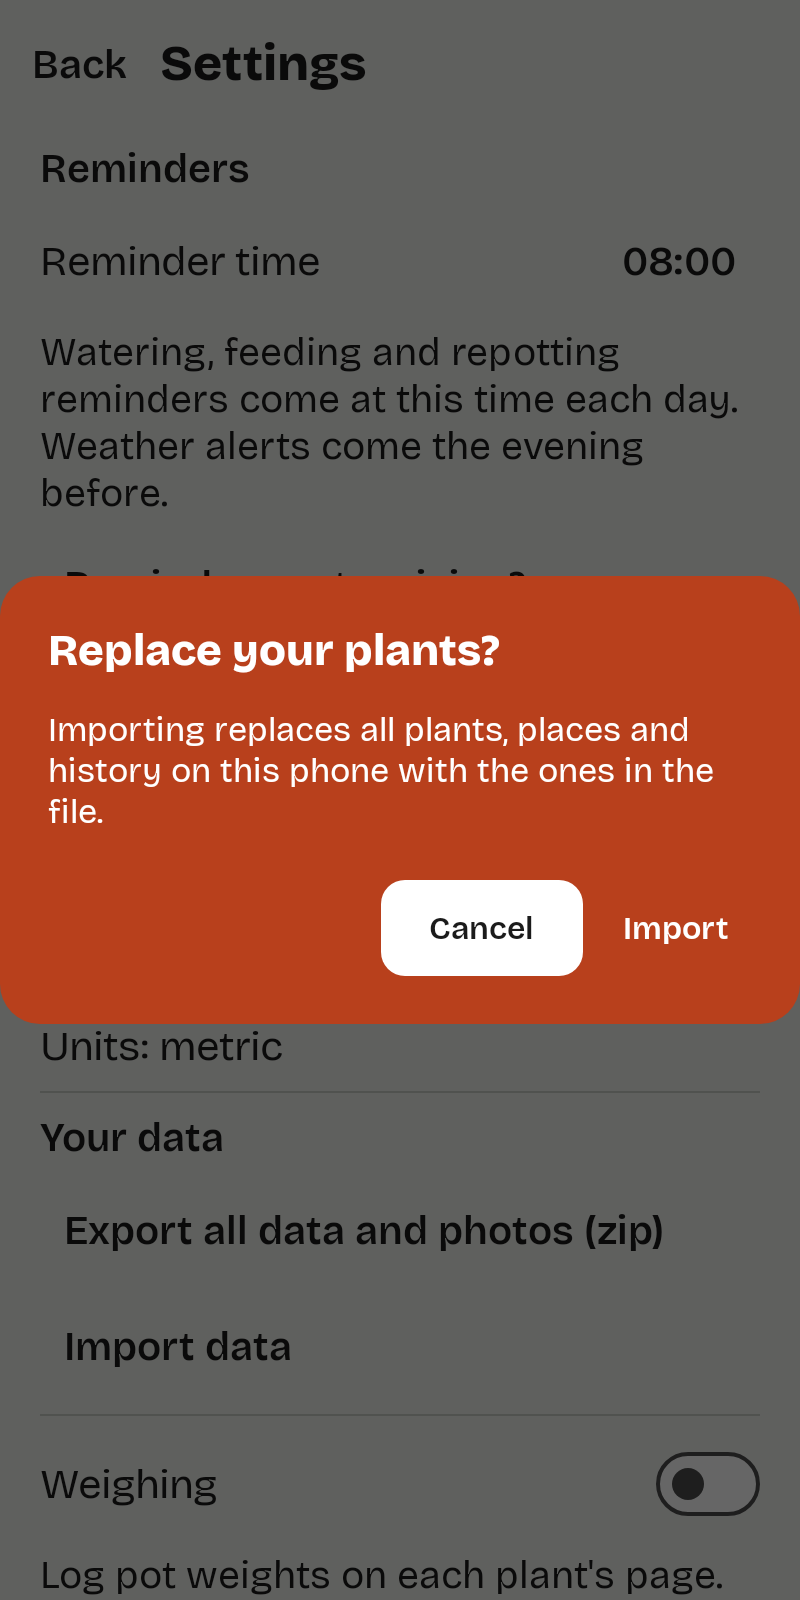 Back Settings
Reminders
Reminder time 08:00
Watering, feeding and repotting
reminders come at this time each day.
Weather alerts come the evening
before.
Replace your plants?
Importing replaces all plants, places and
history on this phone with the ones in the
file.
Cancel Import
Units: metric
Your data
Export all data and photos (zip)
Import data
Weighing
Log pot weights on each plant's page.